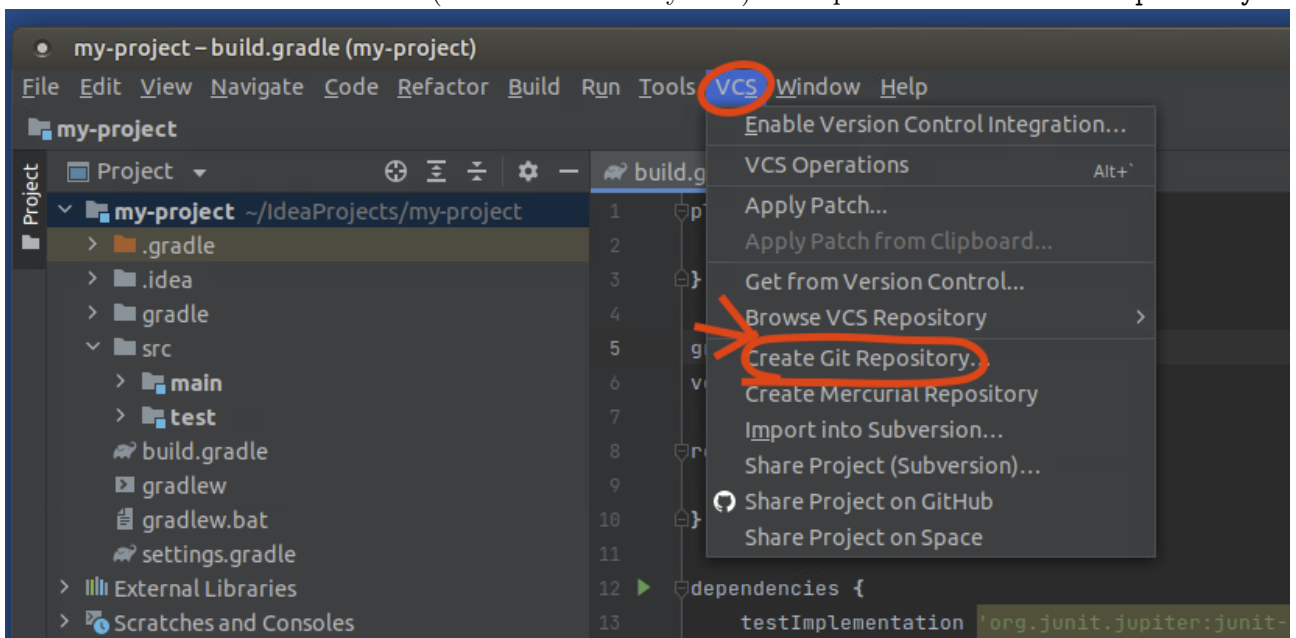 my-project – build.gradle (my-project)
File Edit View Navigate Code Refactor Build Run Tools VCS Window Help
my-project
Project
Project
build.g
my-project ~/IdeaProjects/my-project
.gradle
.idea
gradle
src
main
test
build.gradle
gradlew
gradlew.bat
settings.gradle
External Libraries
Scratches and Consoles
Enable Version Control Integration...
VCS Operations Alt+`
Apply Patch...
Apply Patch from Clipboard...
Get from Version Control...
Browse VCS Repository
Create Git Repository...
Create Mercurial Repository
Import into Subversion...
Share Project (Subversion)...
Share Project on GitHub
Share Project on Space
1 pl
2
3 }
4
5 g
6 ve
7
8 re
9
10 }
11
12 dependencies {
13 testImplementation 'org.junit.jupiter:junit-